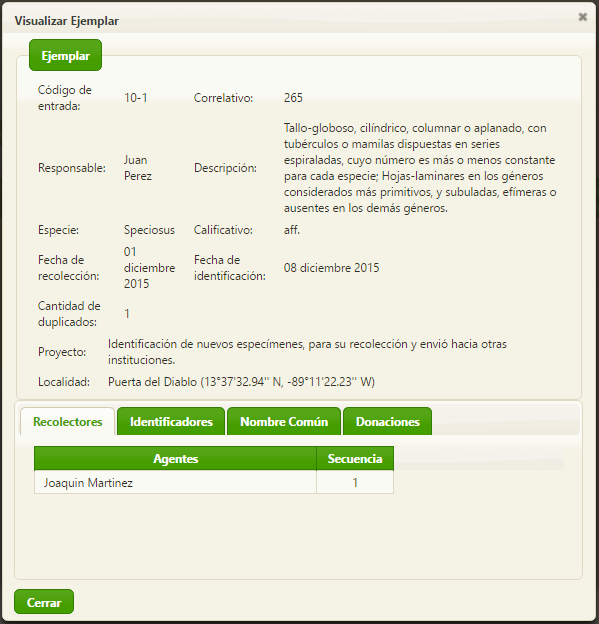 Visualizar Ejemplar
Ejemplar
Código de
entrada:
10-1
Correlativo:
265
Responsable:
Juan
Perez
Descripción:
Tallo-globoso, cilíndrico, columnar o aplanado, con
tubérculos o mamilas dispuestas en series
espiraladas, cuyo número es más o menos constante
para cada especie; Hojas-laminares en los géneros
considerados más primitivos, y subuladas, efímeras o
ausentes en los demás géneros.
Especie:
Speciosus
Calificativo:
aff.
Fecha de
recolección:
01
diciembre
2015
Fecha de
identificación:
08 diciembre 2015
Cantidad de
duplicados:
1
Proyecto:
Identificación de nuevos especímenes, para su recolección y envió hacia otras
instituciones.
Localidad:
Puerta del Diablo (13°37'32.94'' N, -89°11'22.23'' W)
Recolectores
Identificadores
Nombre Común
Donaciones
Agentes
Secuencia
Joaquin Martinez
1
Cerrar